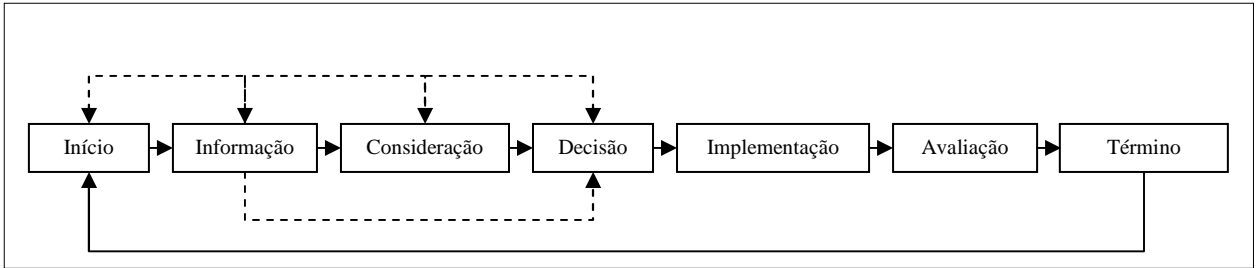 Início
Informação
Consideração
Decisão
Implementação
Avaliação
Término